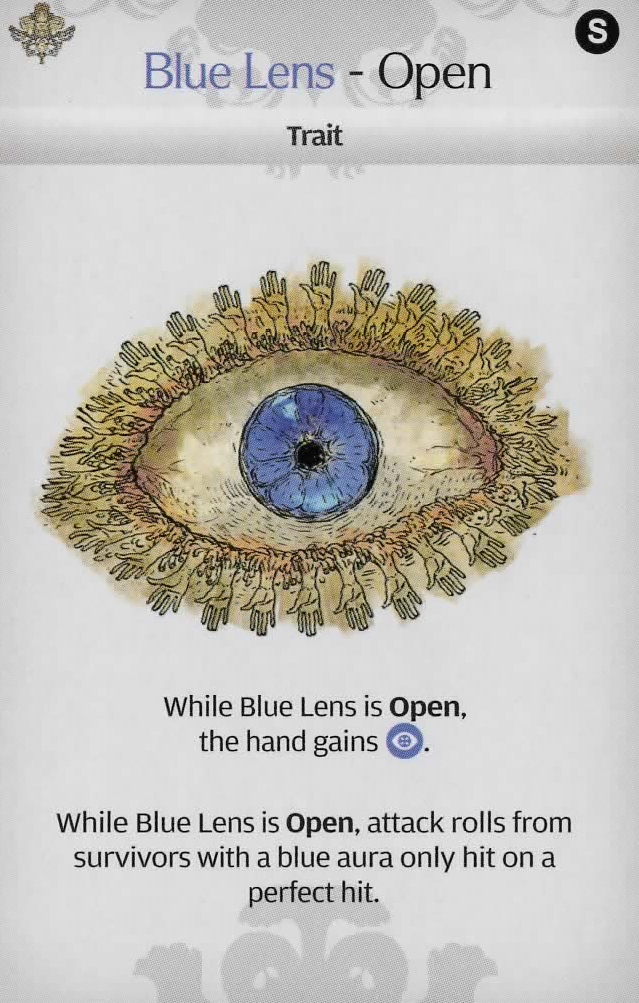 S
Blue Lens - Open
Trait
While Blue Lens is Open,
the hand gains .
While Blue Lens is Open, attack rolls from
survivors with a blue aura only hit on a
perfect hit.